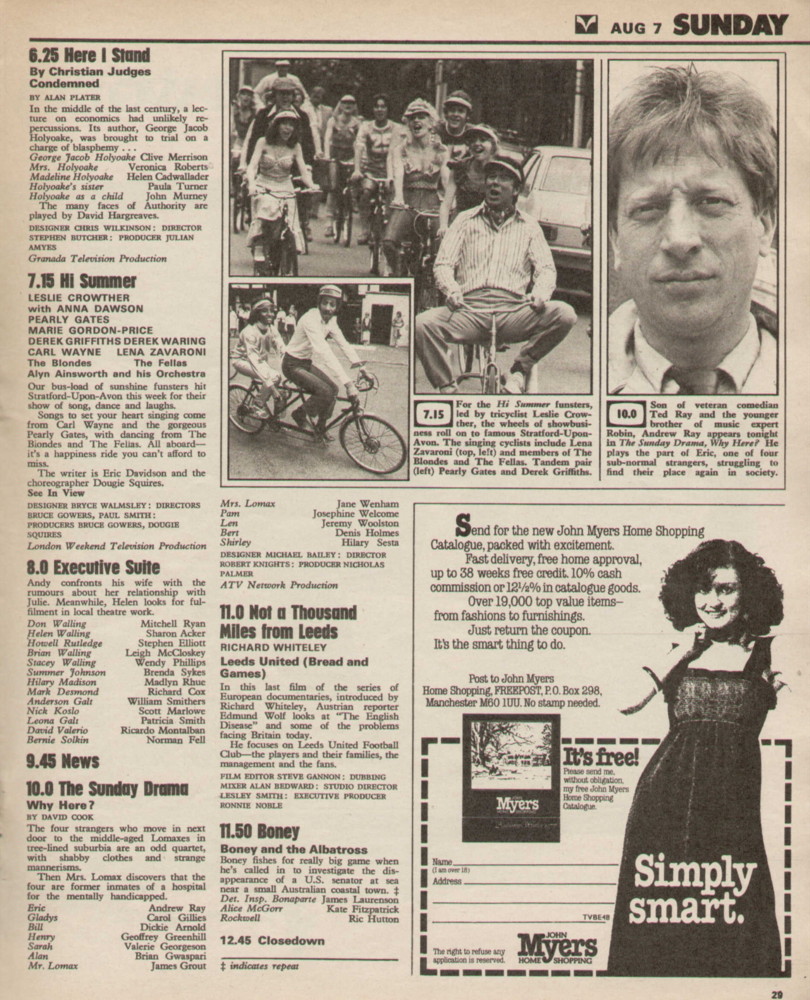 AUG 7 SUNDAY
6.25 Here I Stand
By Christian Judges
Condemned
BY ALAN PLATER
In the middle of the last century, a lec-
ture on economics had unlikely re-
percussions. Its author, George Jacob
Holyoake, was brought to trial on a
charge of blasphemy . . .
George Jacob Holyoake Clive Merrison
Mrs. Holyoake Veronica Roberts
Madeline Holyoake Helen Cadwallader
Holyoake's sister Paula Turner
Holyoake as a child John Murney
The many faces of Authority are
played by David Hargreaves.
DESIGNER CHRIS WILKINSON: DIRECTOR
STEPHEN BUTCHER: PRODUCER JULIAN
AMYES
Granada Television Production
7.15 Hi Summer
LESLIE CROWTHER
with ANNA DAWSON
PEARLY GATES
MARIE GORDON-PRICE
DEREK GRIFFITHS DEREK WARING
CARL WAYNE LENA ZAVARONI
The Blondes The Fellas
Alyn Ainsworth and his Orchestra
Our bus-load of sunshine funsters hit
Stratford-Upon-Avon this week for their
show of song, dance and laughs.
Songs to set your heart singing come
from Carl Wayne and the gorgeous
Pearly Gates, with dancing from The
Blondes and The Fellas. All aboard—
it's a happiness ride you can't afford to
miss.
The writer is Eric Davidson and the
choreographer Dougie Squires.
See In View
DESIGNER BRYCE WALMSLEY: DIRECTORS
BRUCE GOWERS, PAUL SMITH:
PRODUCERS BRUCE GOWERS, DOUGIE
SQUIRES
London Weekend Television Production
8.0 Executive Suite
Andy confronts his wife with the
rumours about her relationship with
Julie. Meanwhile, Helen looks for ful-
filment in local theatre work.
Don Walling Mitchell Ryan
Helen Walling Sharon Acker
Howell Rutledge Stephen Elliott
Brian Walling Leigh McCloskey
Stacey Walling Wendy Phillips
Summer Johnson Brenda Sykes
Hilary Madison Madlyn Rhue
Mark Desmond Richard Cox
Anderson Galt William Smithers
Nick Koslo Scott Marlowe
Leona Galt Patricia Smith
David Valerio Ricardo Montalban
Bernie Solkin Norman Fell
9.45 News
10.0 The Sunday Drama
Why Here?
BY DAVID COOK
The four strangers who move in next
door to the middle-aged Lomaxes in
tree-lined suburbia are an odd quartet,
with shabby clothes and strange
mannerisms.
Then Mrs. Lomax discovers that the
four are former inmates of a hospital
for the mentally handicapped.
Eric Andrew Ray
Gladys Carol Gillies
Bill Dickie Arnold
Henry Geoffrey Greenhill
Sarah Valerie Georgeson
Alan Brian Gwaspari
Mr. Lomax James Grout
7.15 For the Hi Summer funsters,
led by tricyclist Leslie Crow-
ther, the wheels of showbusi-
ness roll on to famous Stratford-Upon-
Avon. The singing cyclists include Lena
Zavaroni (top, left) and members of The
Blondes and The Fellas. Tandem pair
(left) Pearly Gates and Derek Griffiths.
10.0 Son of veteran comedian
Ted Ray and the younger
brother of music expert
Robin, Andrew Ray appears tonight
in The Sunday Drama, Why Here? He
plays the part of Eric, one of four
sub-normal strangers, struggling to
find their place again in society.
Mrs. Lomax Jane Wenham
Pam Josephine Welcome
Len Jeremy Woolston
Bert Denis Holmes
Shirley Hilary Sesta
DESIGNER MICHAEL BAILEY: DIRECTOR
ROBERT KNIGHTS: PRODUCER NICHOLAS
PALMER
ATV Network Production
11.0 Not a Thousand
Miles from Leeds
RICHARD WHITELEY
Leeds United (Bread and
Games)
In this last film of the series of
European documentaries, introduced by
Richard Whiteley, Austrian reporter
Edmund Wolf looks at "The English
Disease" and some of the problems
facing Britain today.
He focuses on Leeds United Football
Club—the players and their families, the
management and the fans.
FILM EDITOR STEVE GANNON: DUBBING
MIXER ALAN BEDWARD: STUDIO DIRECTOR
LESLEY SMITH: EXECUTIVE PRODUCER
RONNIE NOBLE
11.50 Boney
Boney and the Albatross
Boney fishes for really big game when
he's called in to investigate the dis-
appearance of a U.S. senator at sea
near a small Australian coastal town. ‡
Det. Insp. Bonaparte James Laurenson
Alice McGorr Kate Fitzpatrick
Rockwell Ric Hutton
12.45 Closedown
‡ indicates repeat
Send for the new John Myers Home Shopping
Catalogue, packed with excitement.
Fast delivery, free home approval,
up to 38 weeks free credit. 10% cash
commission or 12½% in catalogue goods.
Over 19,000 top value items—
from fashions to furnishings.
Just return the coupon.
It's the smart thing to do.
Post to John Myers
Home Shopping, FREEPOST, P.O. Box 298,
Manchester M60 1UU. No stamp needed.
Myers
It's free!
Please send me,
without obligation,
my free John Myers
Home Shopping
Catalogue.
Name
(I am over 18)
Address
TVBE48
The right to refuse any
application is reserved.
JOHN
Myers
HOME SHOPPING
Simply
smart.
29